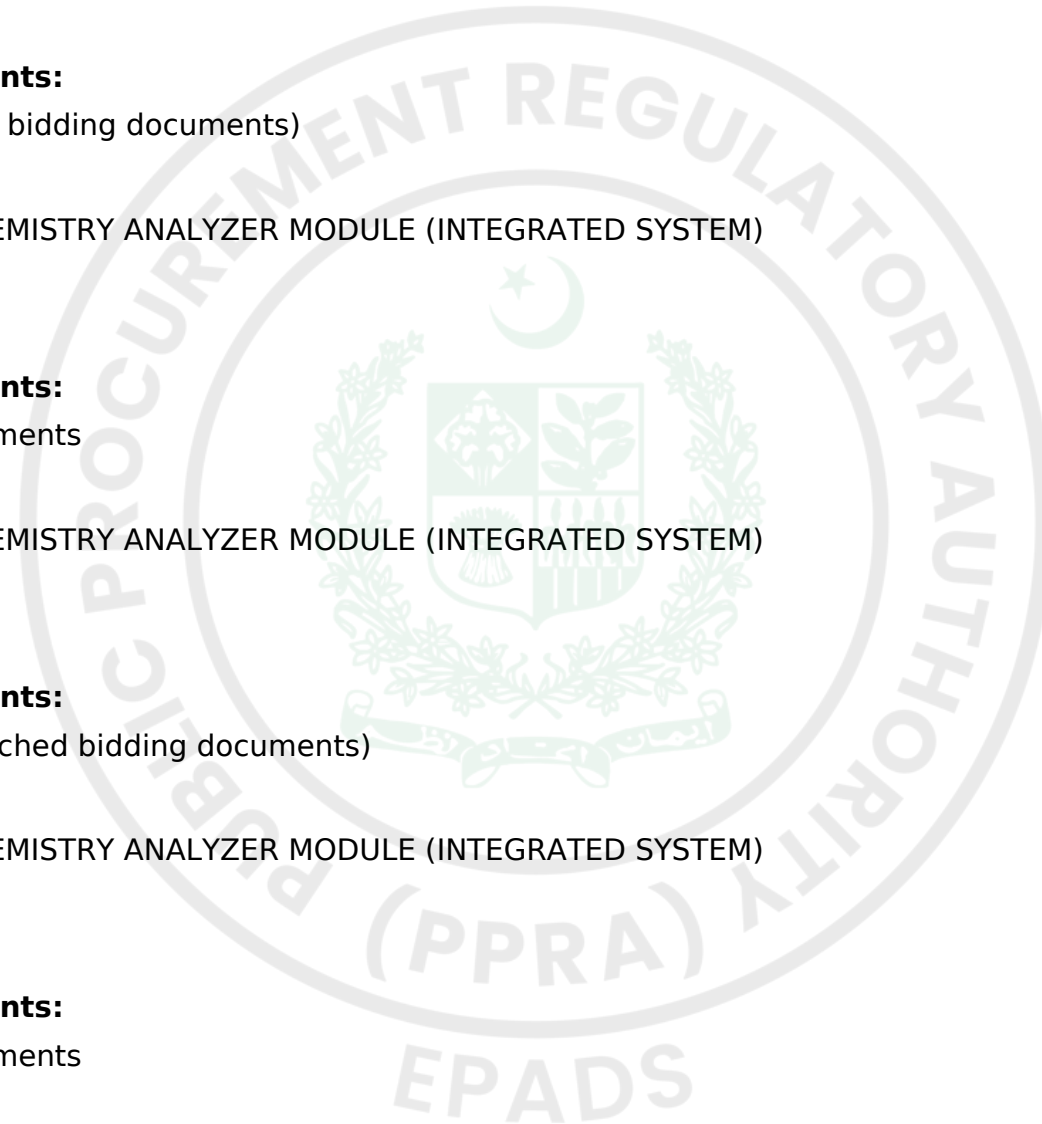 nts:
bidding documents)
EMISTRY ANALYZER MODULE (INTEGRATED SYSTEM)
nts:
ments
EMISTRY ANALYZER MODULE (INTEGRATED SYSTEM)
nts:
ched bidding documents)
EMISTRY ANALYZER MODULE (INTEGRATED SYSTEM)
nts:
ments
PUBLIC PROCUREMENT REGULATORY AUTHORITY
(PPRA)
EPADS